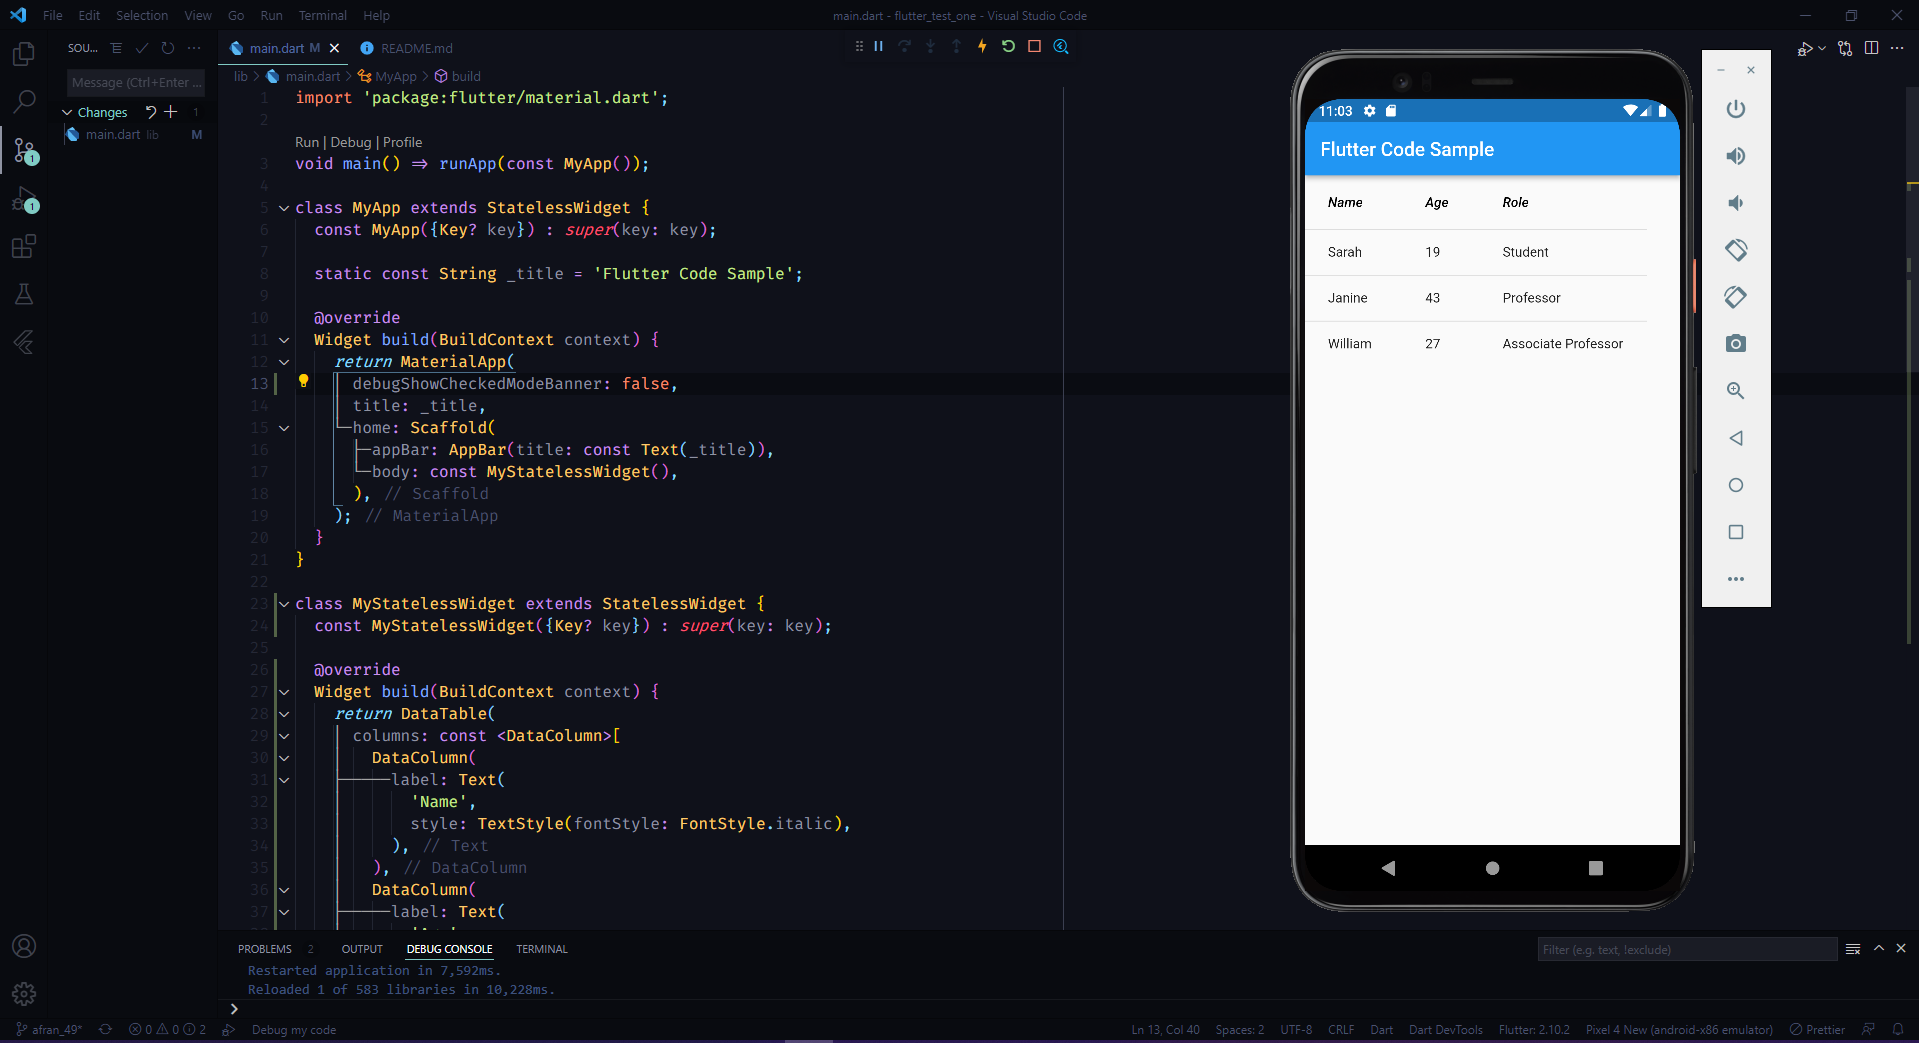 File Edit Selection View Go Run Terminal Help
main.dart - flutter_test_one - Visual Studio Code
SOU...
Message (Ctrl+Enter ...
Changes 1
main.dart lib M
1
1
main.dart M
README.md
lib > main.dart > MyApp > build
1 import 'package:flutter/material.dart';
2
Run | Debug | Profile
3 void main() => runApp(const MyApp());
4
5 class MyApp extends StatelessWidget {
6 const MyApp({Key? key}) : super(key: key);
7
8 static const String _title = 'Flutter Code Sample';
9
10 @override
11 Widget build(BuildContext context) {
12 return MaterialApp(
13 debugShowCheckedModeBanner: false,
14 title: _title,
15 home: Scaffold(
16 appBar: AppBar(title: const Text(_title)),
17 body: const MyStatelessWidget(),
18 ), // Scaffold
19 ); // MaterialApp
20 }
21 }
22
23 class MyStatelessWidget extends StatelessWidget {
24 const MyStatelessWidget({Key? key}) : super(key: key);
25
26 @override
27 Widget build(BuildContext context) {
28 return DataTable(
29 columns: const <DataColumn>[
30 DataColumn(
31 label: Text(
32 'Name',
33 style: TextStyle(fontStyle: FontStyle.italic),
34 ), // Text
35 ), // DataColumn
36 DataColumn(
37 label: Text(
11:03
Flutter Code Sample
Name Age Role
Sarah 19 Student
Janine 43 Professor
William 27 Associate Professor
PROBLEMS 2 OUTPUT DEBUG CONSOLE TERMINAL
Filter (e.g. text, !exclude)
Restarted application in 7,592ms.
Reloaded 1 of 583 libraries in 10,228ms.
afran_49* 0 0 2 Debug my code
Ln 13, Col 40 Spaces: 2 UTF-8 CRLF Dart Dart DevTools Flutter: 2.10.2 Pixel 4 New (android-x86 emulator) Prettier